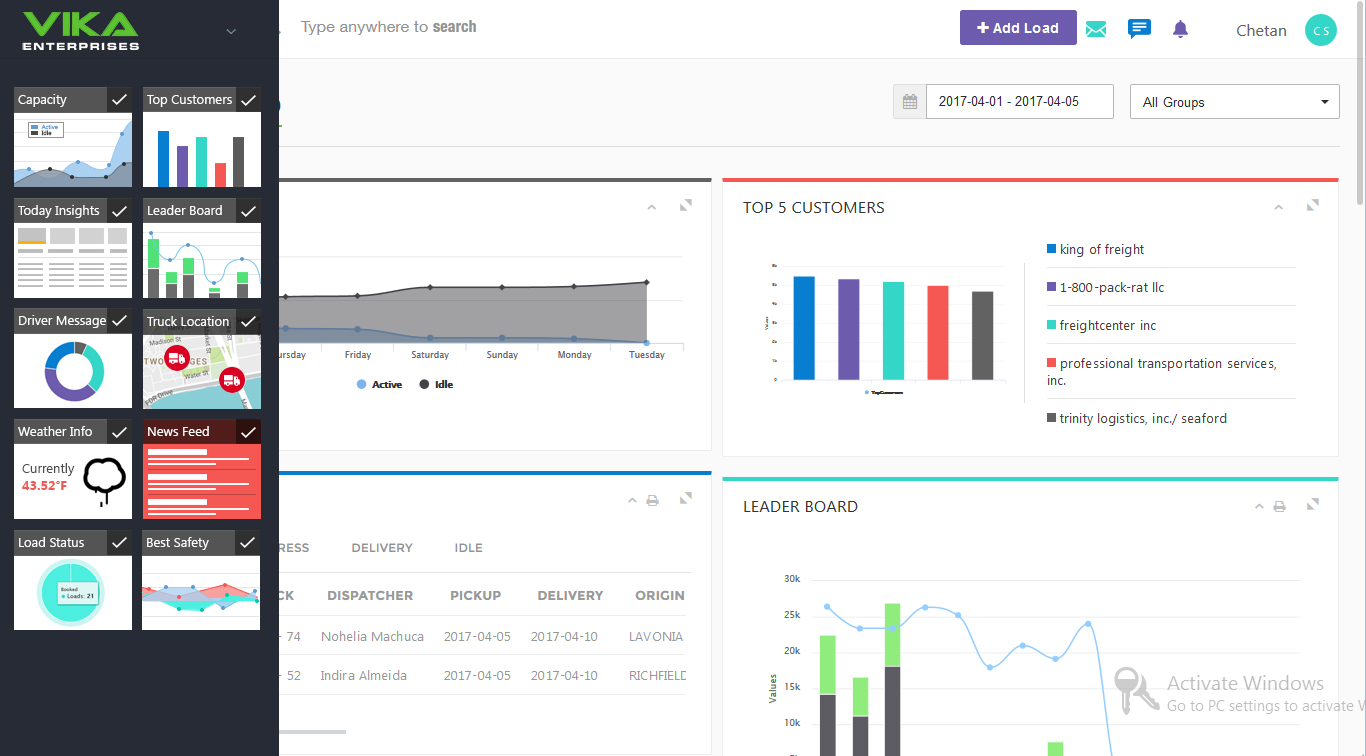 VIKA
ENTERPRISES
Type anywhere to search
+ Add Load
Chetan
C S
2017-04-01 - 2017-04-05
All Groups
Capacity
Active
Idle
Top Customers
Today Insights
Leader Board
Driver Message
Truck Location
Madison St
Water St
FDR Drive
Weather Info
Currently
43.52°F
News Feed
Load Status
Booked
Loads: 21
Best Safety
ursday
Friday
Saturday
Sunday
Monday
Tuesday
Active
Idle
TOP 5 CUSTOMERS
Values
TopCustomers
king of freight
1-800-pack-rat llc
freightcenter inc
professional transportation services,
inc.
trinity logistics, inc./ seaford
RESS
DELIVERY
IDLE
CK
DISPATCHER
PICKUP
DELIVERY
ORIGIN
- 74
Nohelia Machuca
2017-04-05
2017-04-10
LAVONIA
- 52
Indira Almeida
2017-04-05
2017-04-10
RICHFIELD
LEADER BOARD
30k
25k
20k
15k
10k
Values
Activate Windows
Go to PC settings to activate W